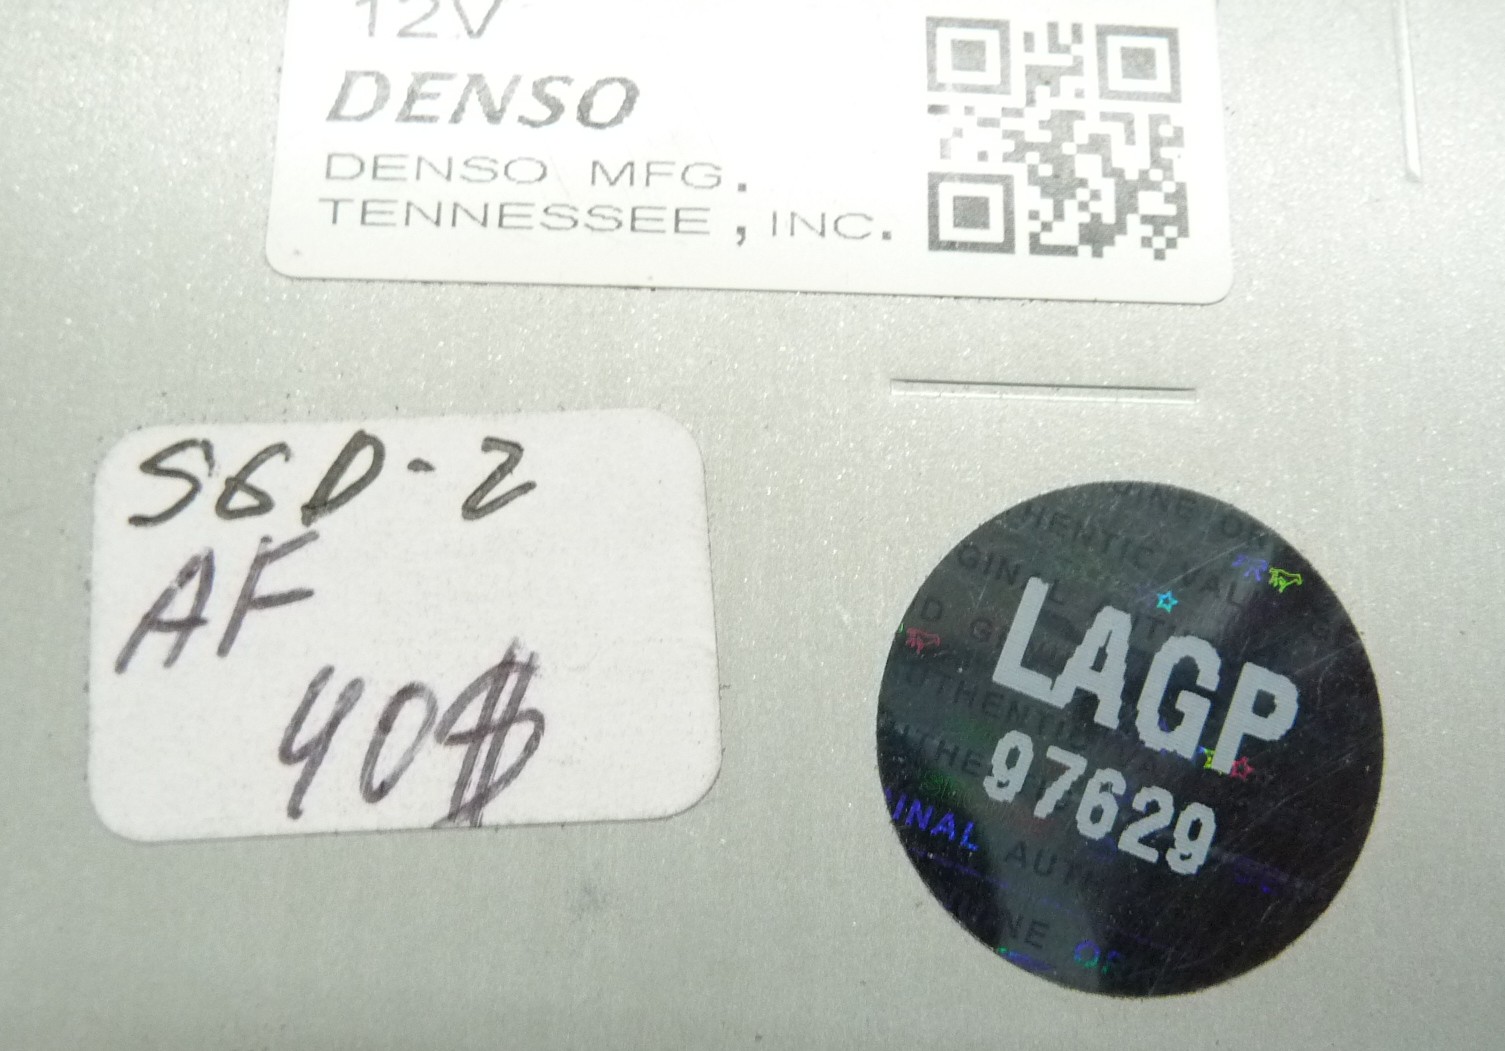 12V
DENSO
DENSO MFG.
TENNESSEE, INC.
S6D-2
AF
40$
LAGP
97629